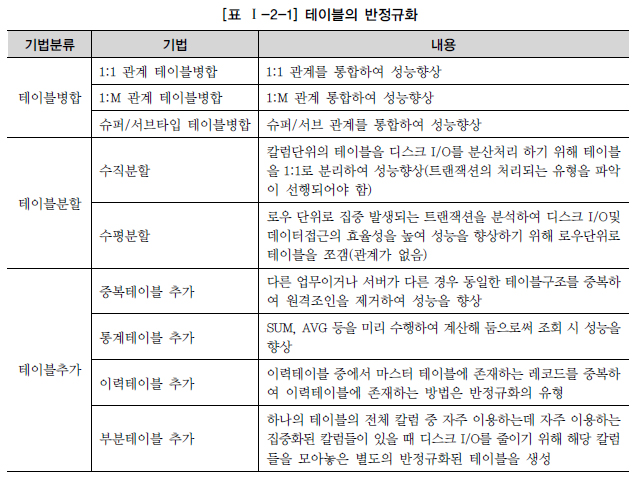 [표 Ⅰ-2-1] 테이블의 반정규화
기법분류 기법 내용
테이블병합
1:1 관계 테이블병합 1:1 관계를 통합하여 성능향상
1:M 관계 테이블병합 1:M 관계 통합하여 성능향상
슈퍼/서브타입 테이블병합 슈퍼/서브 관계를 통합하여 성능향상
테이블분할
수직분할
칼럼단위의 테이블을 디스크 I/O를 분산처리 하기 위해 테이블
을 1:1로 분리하여 성능향상(트랜잭션의 처리되는 유형을 파악
이 선행되어야 함)
수평분할
로우 단위로 집중 발생되는 트랜잭션을 분석하여 디스크 I/O및
데이터접근의 효율성을 높여 성능을 향상하기 위해 로우단위로
테이블을 쪼갬(관계가 없음)
테이블추가
중복테이블 추가
다른 업무이거나 서버가 다른 경우 동일한 테이블구조를 중복하
여 원격조인을 제거하여 성능을 향상
통계테이블 추가
SUM, AVG 등을 미리 수행하여 계산해 둠으로써 조회 시 성능을
향상
이력테이블 추가
이력테이블 중에서 마스터 테이블에 존재하는 레코드를 중복하
여 이력테이블에 존재하는 방법은 반정규화의 유형
부분테이블 추가
하나의 테이블의 전체 칼럼 중 자주 이용하는데 자주 이용하는
집중화된 칼럼들이 있을 때 디스크 I/O를 줄이기 위해 해당 칼럼
들을 모아놓은 별도의 반정규화된 테이블을 생성